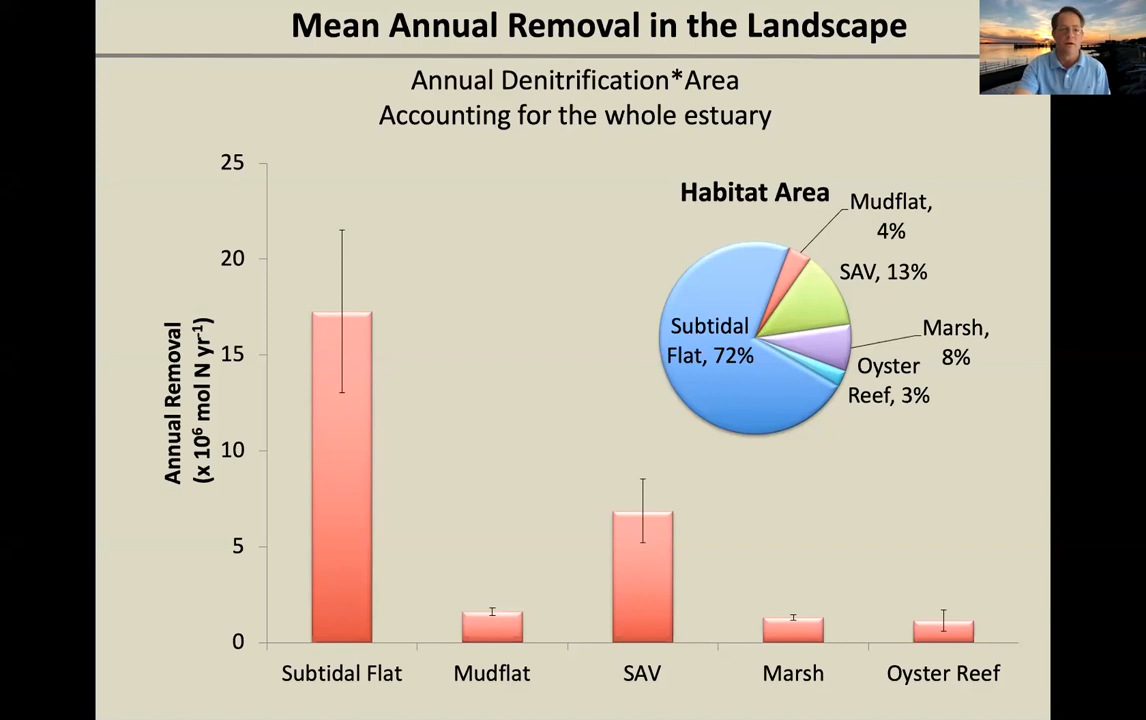 Mean Annual Removal in the Landscape
Annual Denitrification*Area
Accounting for the whole estuary
Annual Removal
(x 10⁶ mol N yr⁻¹)
25
20
15
10
5
0
Subtidal Flat
Mudflat
SAV
Marsh
Oyster Reef
Habitat Area
Mudflat,
4%
SAV, 13%
Marsh,
8%
Oyster
Reef, 3%
Subtidal
Flat, 72%